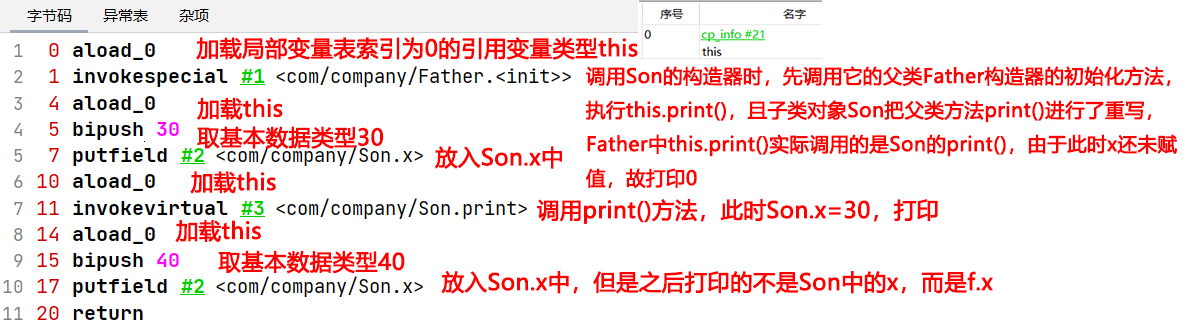 字节码 异常表 杂项
序号 名字
0 cp_info #21
this
1 0 aload_0 加载局部变量表索引为0的引用变量类型this
2 1 invokespecial #1 <com/company/Father.<init>> 调用Son的构造器时，先调用它的父类Father构造器的初始化方法，
执行this.print()，且子类对象Son把父类方法print()进行了重写，
Father中this.print()实际调用的是Son的print()，由于此时x还未赋
值，故打印0
3 4 aload_0 加载this
4 5 bipush 30 取基本数据类型30
5 7 putfield #2 <com/company/Son.x> 放入Son.x中
6 10 aload_0 加载this
7 11 invokevirtual #3 <com/company/Son.print> 调用print()方法，此时Son.x=30，打印
8 14 aload_0 加载this
9 15 bipush 40 取基本数据类型40
10 17 putfield #2 <com/company/Son.x> 放入Son.x中，但是之后打印的不是Son中的x，而是f.x
11 20 return